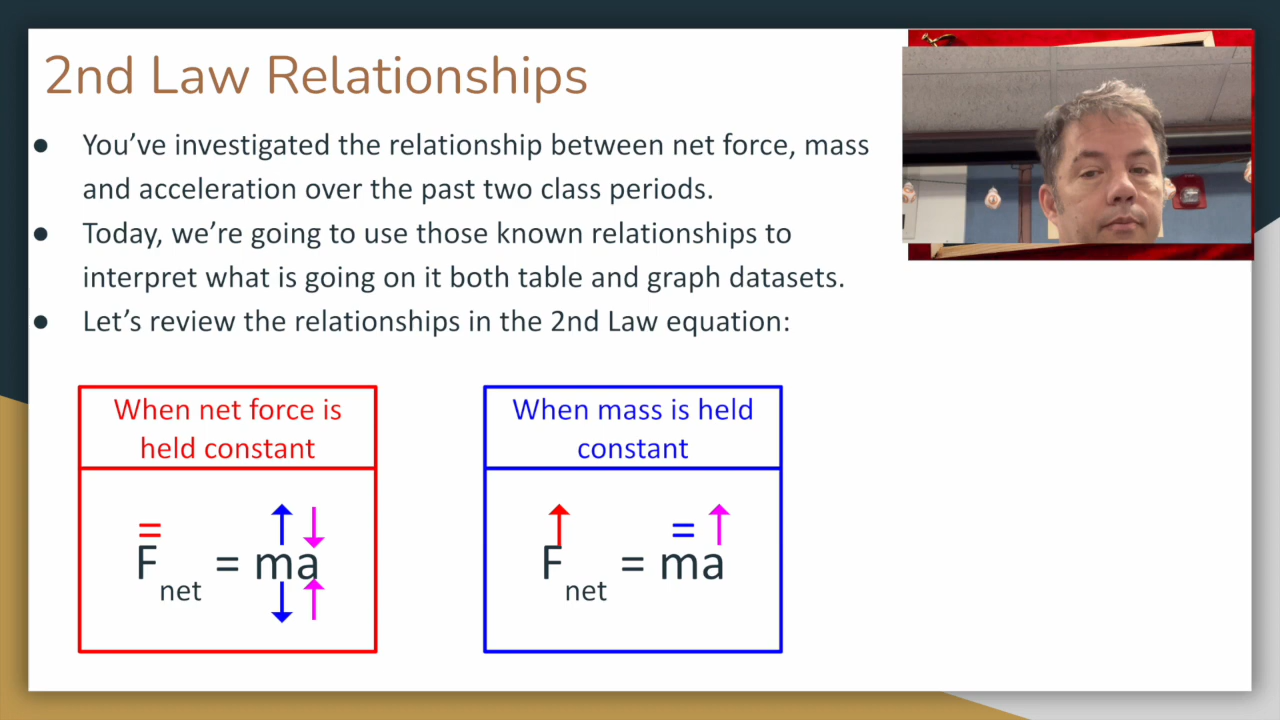 2nd Law Relationships
● You’ve investigated the relationship between net force, mass
and acceleration over the past two class periods.
● Today, we’re going to use those known relationships to
interpret what is going on it both table and graph datasets.
● Let’s review the relationships in the 2nd Law equation:
When net force is
held constant
=
F net = ma
When mass is held
constant
=
F net = ma